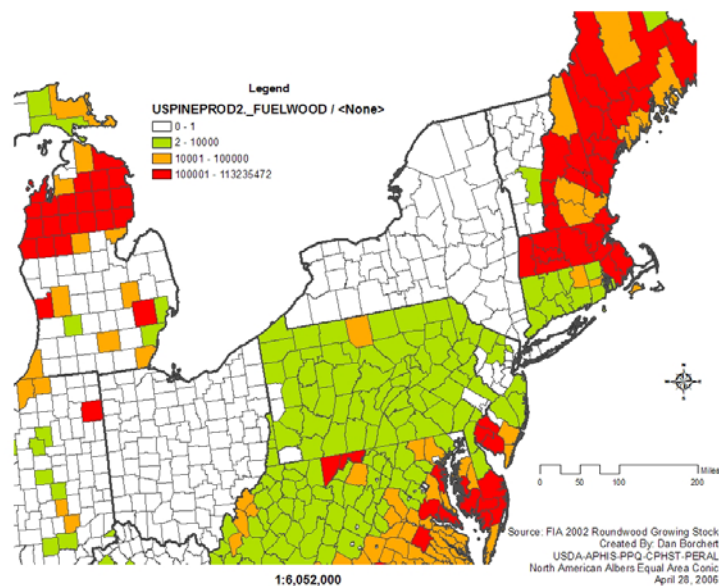 Legend
USPINEPROD2._FUELWOOD / <None>
0 - 1
2 - 10000
10001 - 100000
100001 - 113235472
Miles
0 50 100 200
Source: FIA 2002 Roundwood Growing Stock
Created By: Dan Borchert
USDA-APHIS-PPQ-CPHST-PERAL
North American Albers Equal Area Conic
1:6,052,000
April 28, 2006